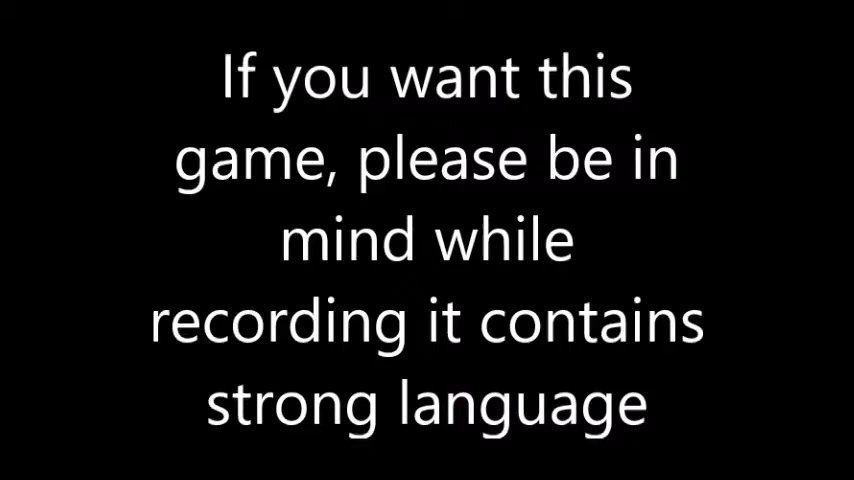 If you want this
game, please be in
mind while
recording it contains
strong language